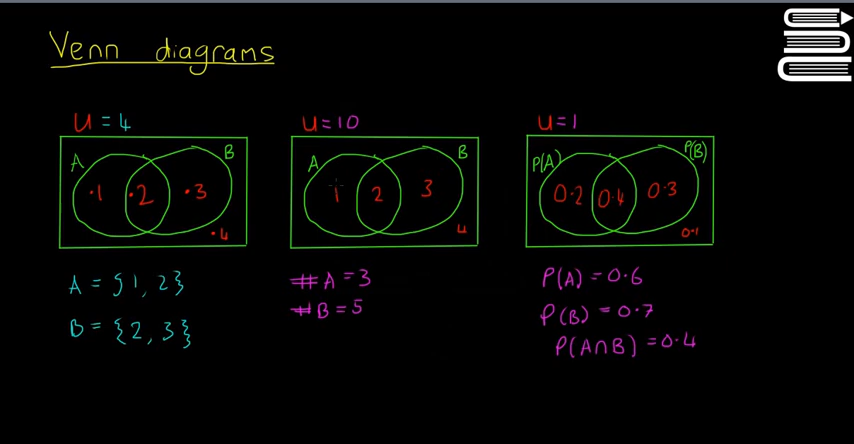 Venn diagrams
U = 4
A
B
·1
·2
·3
·4
A = {1, 2}
B = {2, 3}
U = 10
A
B
1
2
3
4
#A = 3
#B = 5
U = 1
P(A)
P(B)
0.2
0.4
0.3
0.1
P(A) = 0.6
P(B) = 0.7
P(A∩B) = 0.4